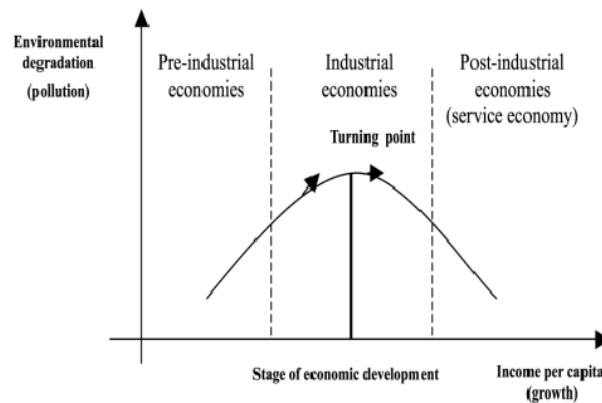 Environmental
degradation
(pollution)
Pre-industrial
economies
Industrial
economies
Post-industrial
economies
(service economy)
Turning point
Stage of economic development
Income per capita
(growth)